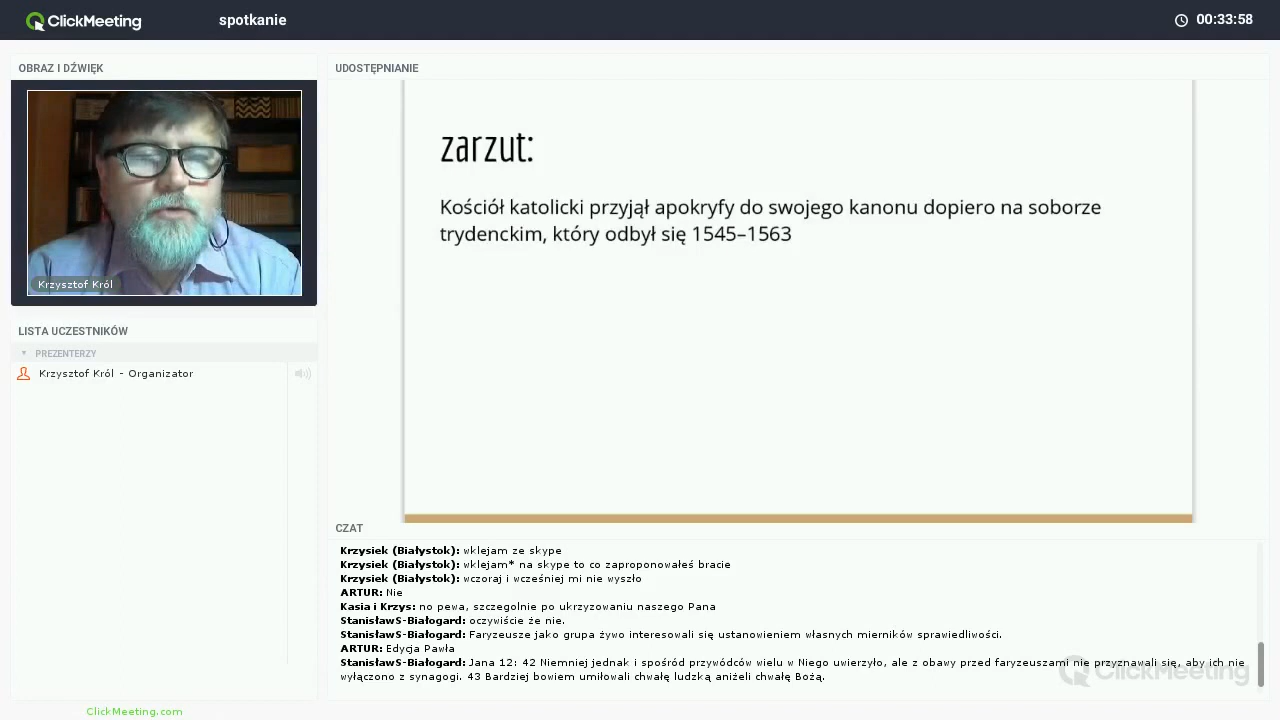 ClickMeeting
spotkanie
00:33:58
OBRAZ I DŹWIĘK
Krzysztof Król
LISTA UCZESTNIKÓW
PREZENTERZY
Krzysztof Król - Organizator
UDOSTĘPNIANIE
zarzut:
Kościół katolicki przyjął apokryfy do swojego kanonu dopiero na soborze
trydenckim, który odbył się 1545–1563
CZAT
Krzysiek (Białystok): wklejam ze skype
Krzysiek (Białystok): wklejam* na skype to co zaproponowałeś bracie
Krzysiek (Białystok): wczoraj i wcześniej mi nie wyszło
ARTUR: Nie
Kasia i Krzys: no pewa, szczegolnie po ukrzyzowaniu naszego Pana
StanisławS-Białogard: oczywiście że nie.
StanisławS-Białogard: Faryzeusze jako grupa żywo interesowali się ustanowieniem własnych mierników sprawiedliwości.
ARTUR: Edycja Pawła
StanisławS-Białogard: Jana 12: 42 Niemniej jednak i spośród przywódców wielu w Niego uwierzyło, ale z obawy przed faryzeuszami nie przyznawali się, aby ich nie
wyłączono z synagogi. 43 Bardziej bowiem umiłowali chwałę ludzką aniżeli chwałę Bożą.
ClickMeeting
ClickMeeting.com